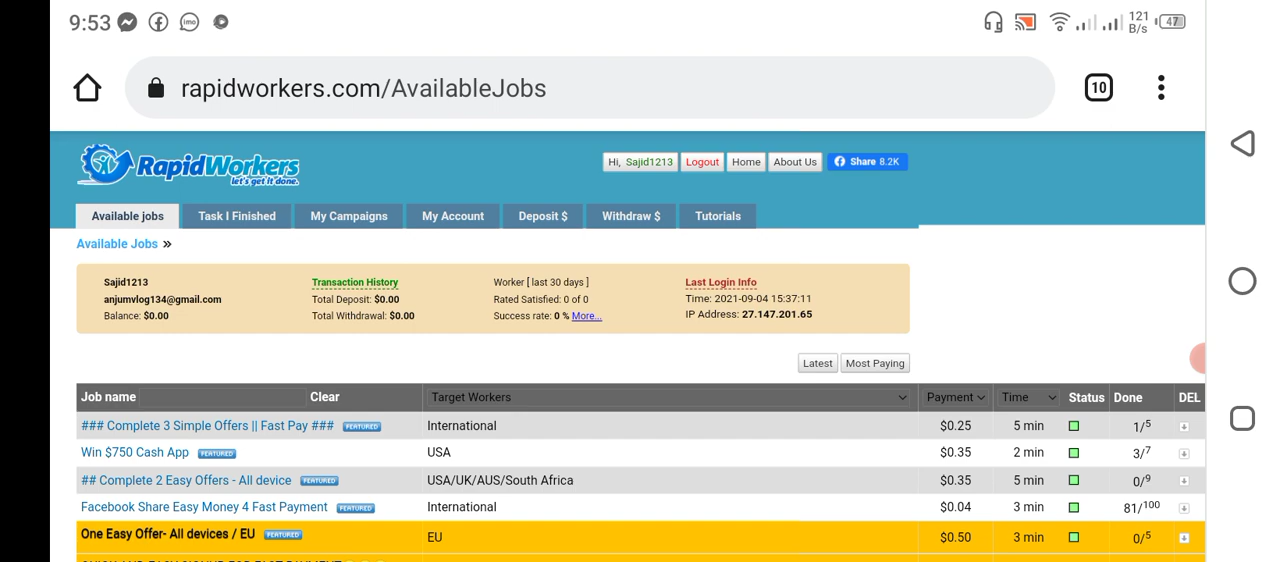 9:53 imo 121 B/s 47
rapidworkers.com/AvailableJobs 10
RapidWorkers
let's get it done.
Hi, Sajid1213 Logout Home About Us Share 8.2K
Available jobs Task I Finished My Campaigns My Account Deposit $ Withdraw $ Tutorials
Available Jobs »
Sajid1213 Transaction History Worker [ last 30 days ] Last Login Info
anjumvlog134@gmail.com Total Deposit: $0.00 Rated Satisfied: 0 of 0 Time: 2021-09-04 15:37:11
Balance: $0.00 Total Withdrawal: $0.00 Success rate: 0 % More... IP Address: 27.147.201.65
Latest Most Paying
Job name Clear Target Workers Payment Time Status Done DEL
### Complete 3 Simple Offers || Fast Pay ### FEATURED International $0.25 5 min 1/5
Win $750 Cash App FEATURED USA $0.35 2 min 3/7
## Complete 2 Easy Offers - All device FEATURED USA/UK/AUS/South Africa $0.35 5 min 0/9
Facebook Share Easy Money 4 Fast Payment FEATURED International $0.04 3 min 81/100
One Easy Offer- All devices / EU FEATURED EU $0.50 3 min 0/5